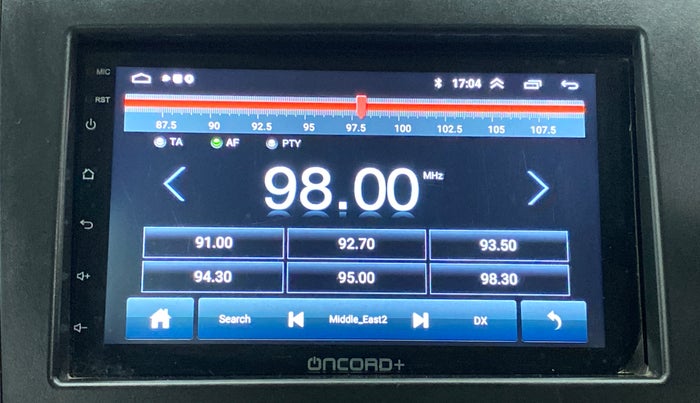 MIC
17:04
RST
87.5 90 92.5 95 97.5 100 102.5 105 107.5
TA AF PTY
98.00 MHz
91.00 92.70 93.50
94.30 95.00 98.30
Search Middle_East2 DX
ONCORD+